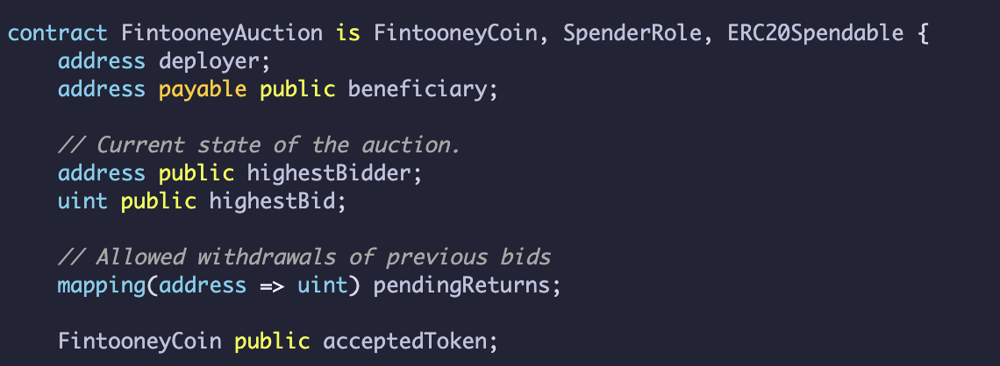 contract FintooneyAuction is FintooneyCoin, SpenderRole, ERC20Spendable {
address deployer;
address payable public beneficiary;
// Current state of the auction.
address public highestBidder;
uint public highestBid;
// Allowed withdrawals of previous bids
mapping(address => uint) pendingReturns;
FintooneyCoin public acceptedToken;